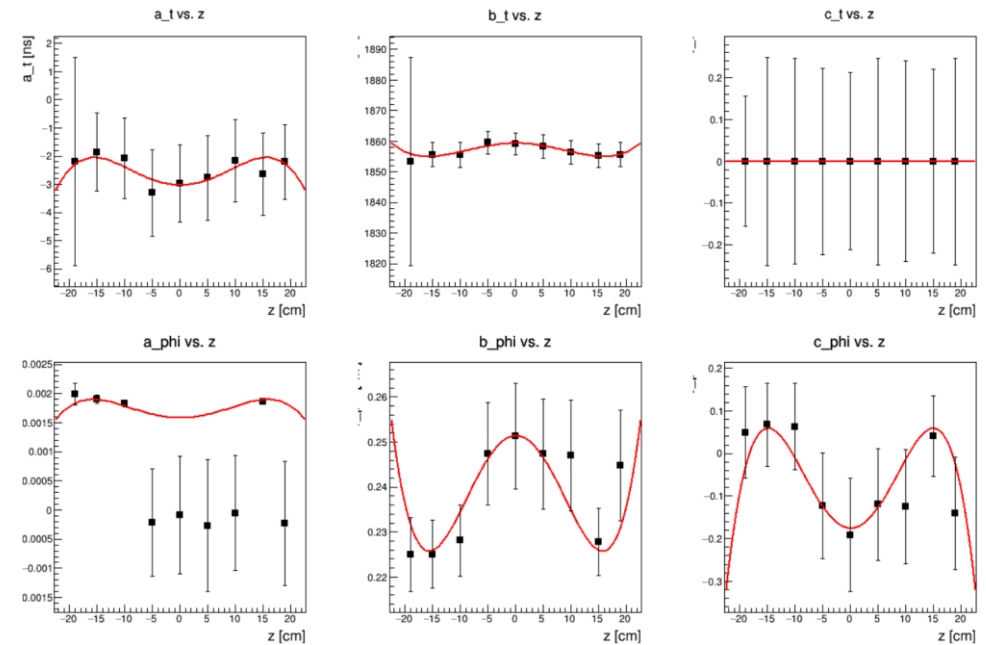 a_t vs. z
a_t [ns]
2
1
0
−1
−2
−3
−4
−5
−6
−20 −15 −10 −5 0 5 10 15 20
z [cm]
b_t vs. z
1890
1880
1870
1860
1850
1840
1830
1820
−20 −15 −10 −5 0 5 10 15 20
z [cm]
c_t vs. z
0.2
0.1
0
−0.1
−0.2
−20 −15 −10 −5 0 5 10 15 20
z [cm]
a_phi vs. z
0.0025
0.002
0.0015
0.001
0.0005
0
0.0005
−0.001
0.0015
−20 −15 −10 −5 0 5 10 15 20
z [cm]
b_phi vs. z
0.26
0.25
0.24
0.23
0.22
−20 −15 −10 −5 0 5 10 15 20
z [cm]
c_phi vs. z
0.2
0.1
0
−0.1
−0.2
−0.3
−20 −15 −10 −5 0 5 10 15 20
z [cm]